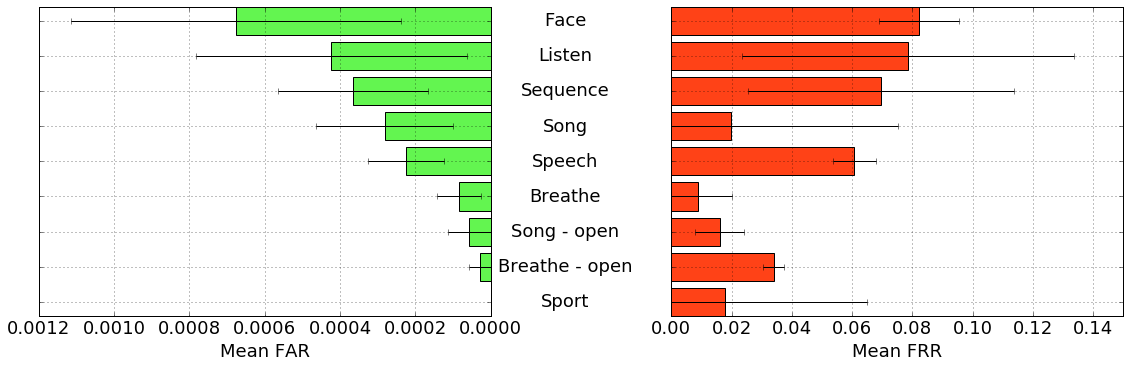 Face
Listen
Sequence
Song
Speech
Breathe
Song - open
Breathe - open
Sport
0.0012 0.0010 0.0008 0.0006 0.0004 0.0002 0.0000
Mean FAR
0.00 0.02 0.04 0.06 0.08 0.10 0.12 0.14
Mean FRR